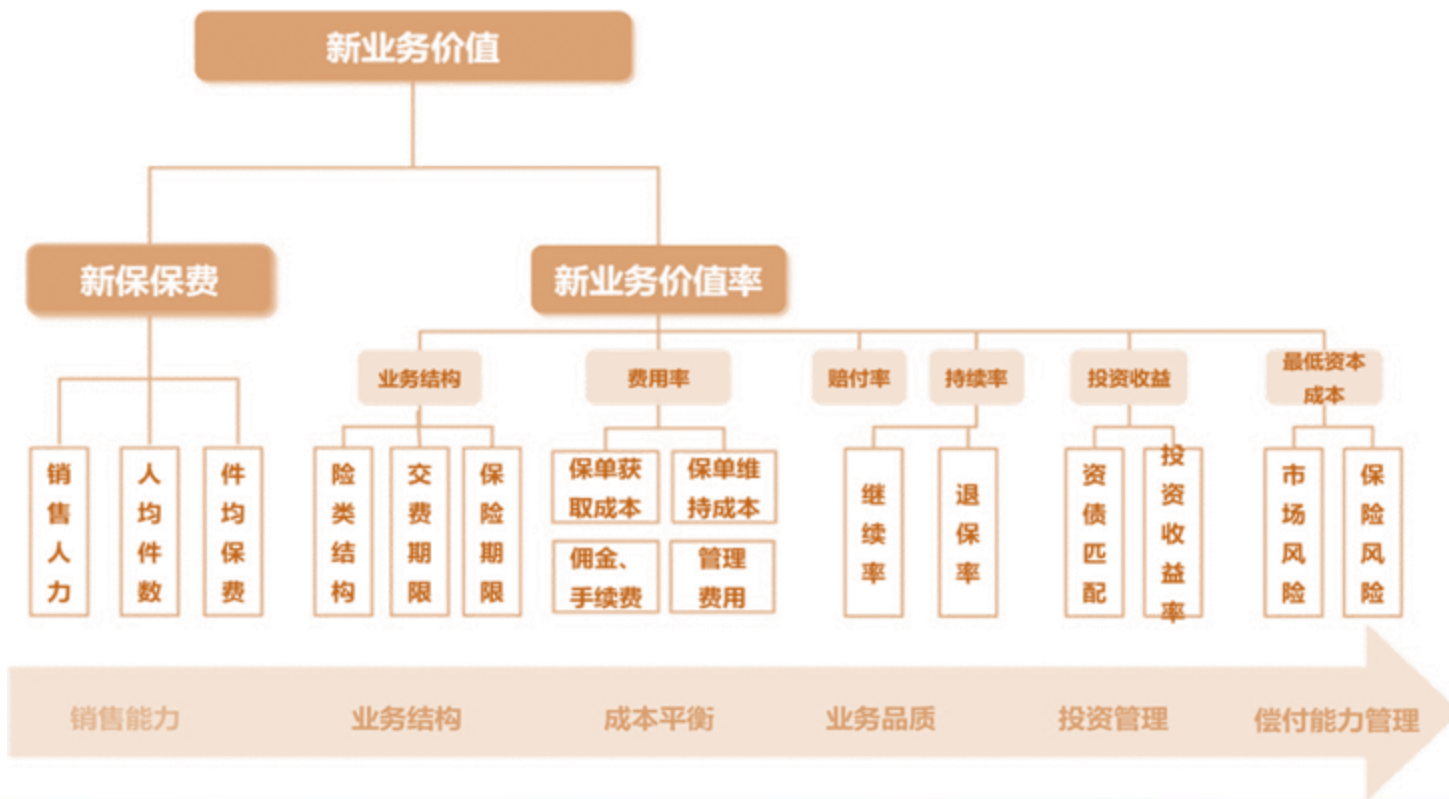 新业务价值
新保保费
新业务价值率
业务结构
费用率
赔付率
持续率
投资收益
最低资本
成本
销售人力
人均件数
件均保费
险类结构
交费期限
保险期限
保单获
取成本
保单维
持成本
佣金、
手续费
管理
费用
继续率
退保率
资债匹配
投资收益率
市场风险
保险风险
销售能力
业务结构
成本平衡
业务品质
投资管理
偿付能力管理